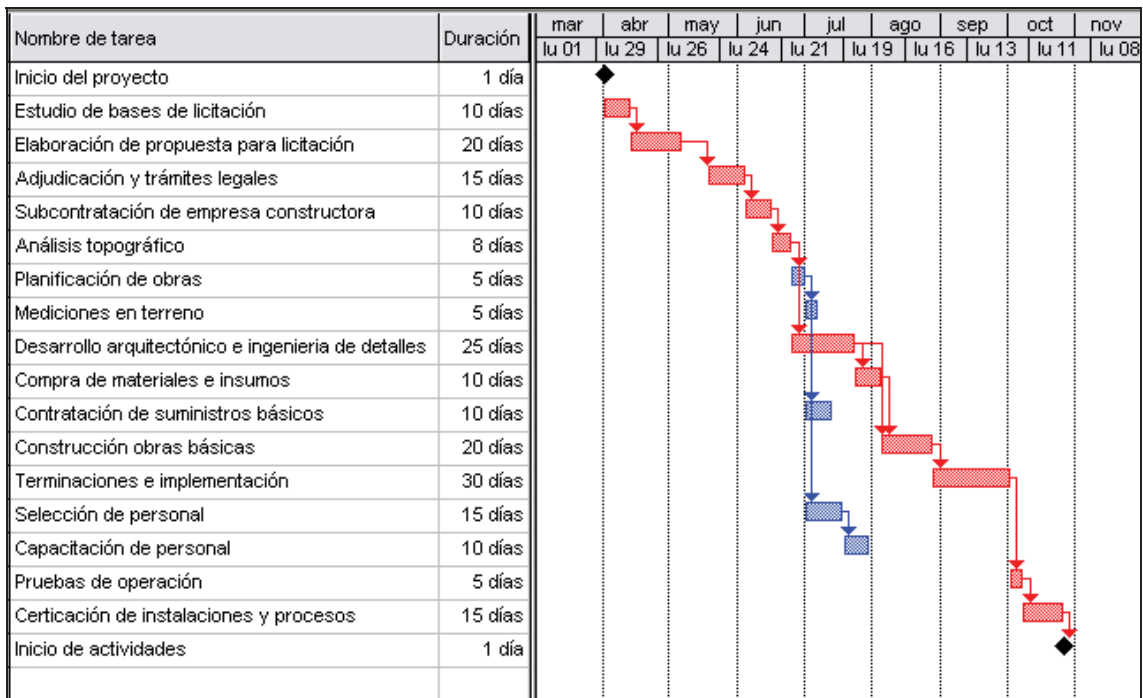 Nombre de tarea Duración mar abr may jun jul ago sep oct nov
lu 01 lu 29 lu 26 lu 24 lu 21 lu 19 lu 16 lu 13 lu 11 lu 08
Inicio del proyecto 1 día
Estudio de bases de licitación 10 días
Elaboración de propuesta para licitación 20 días
Adjudicación y trámites legales 15 días
Subcontratación de empresa constructora 10 días
Análisis topográfico 8 días
Planificación de obras 5 días
Mediciones en terreno 5 días
Desarrollo arquitectónico e ingenieria de detalles 25 días
Compra de materiales e insumos 10 días
Contratación de suministros básicos 10 días
Construcción obras básicas 20 días
Terminaciones e implementación 30 días
Selección de personal 15 días
Capacitación de personal 10 días
Pruebas de operación 5 días
Certicación de instalaciones y procesos 15 días
Inicio de actividades 1 día